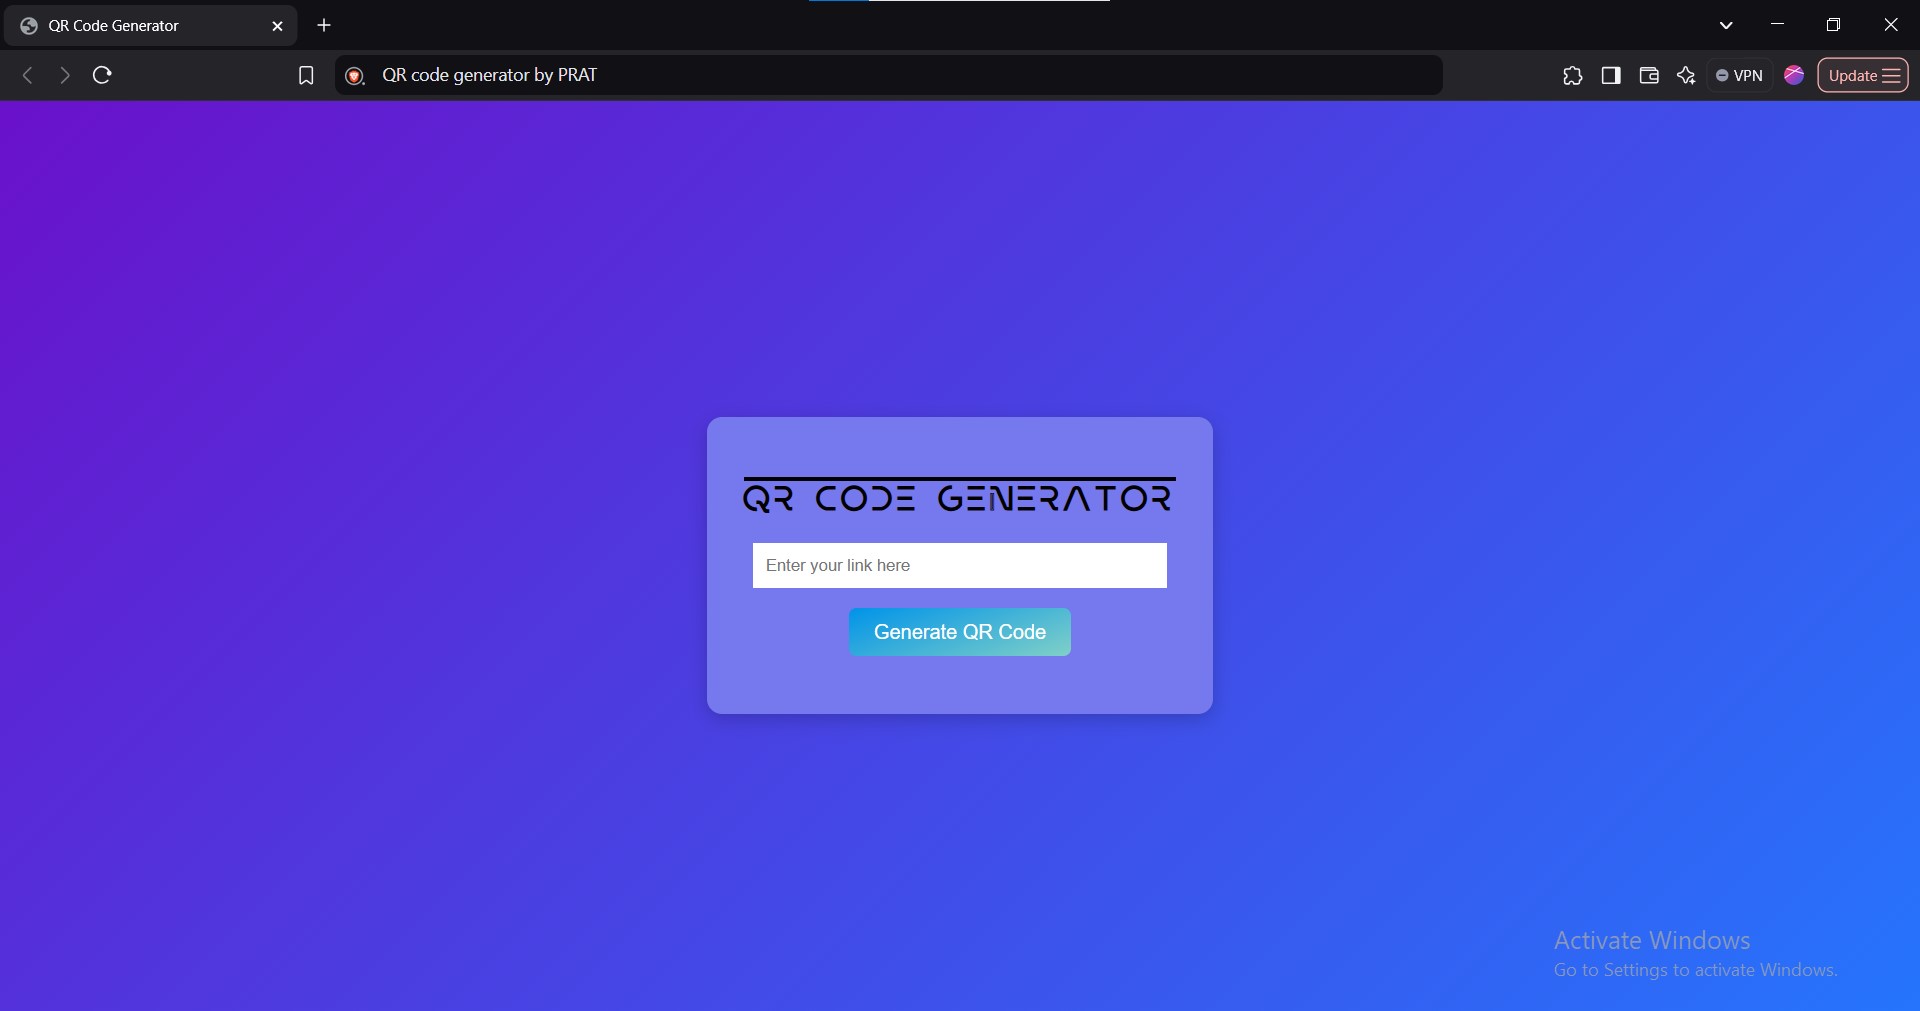 QR Code Generator
QR code generator by PRAT
VPN
Update
QR CODE GENERATOR
Enter your link here
Generate QR Code
Activate Windows
Go to Settings to activate Windows.